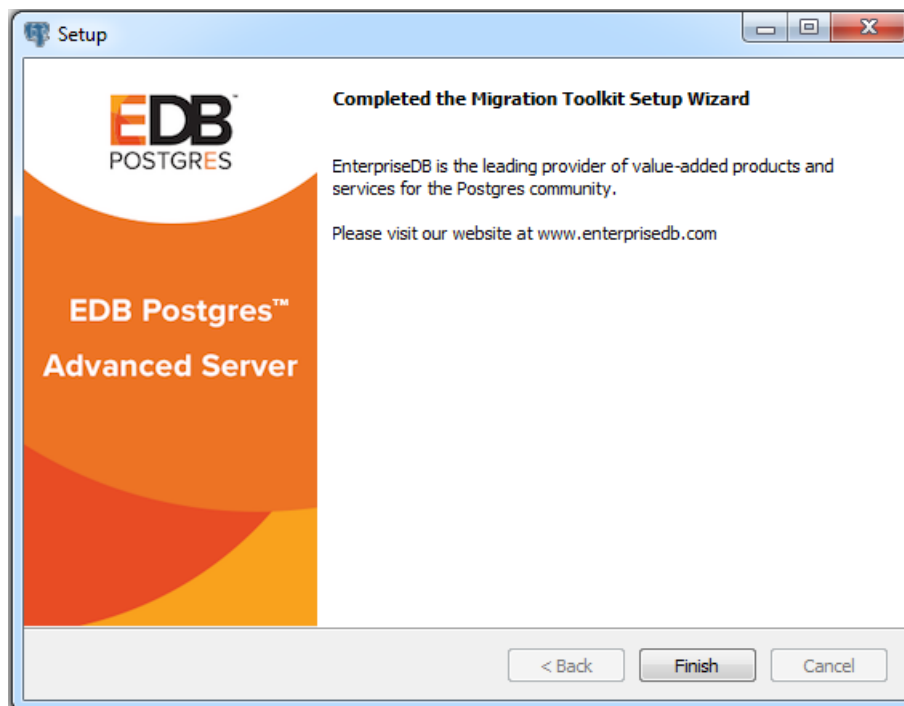 Setup
EDB™
POSTGRES
EDB Postgres™
Advanced Server
Completed the Migration Toolkit Setup Wizard
EnterpriseDB is the leading provider of value-added products and
services for the Postgres community.
Please visit our website at www.enterprisedb.com
< Back
Finish
Cancel